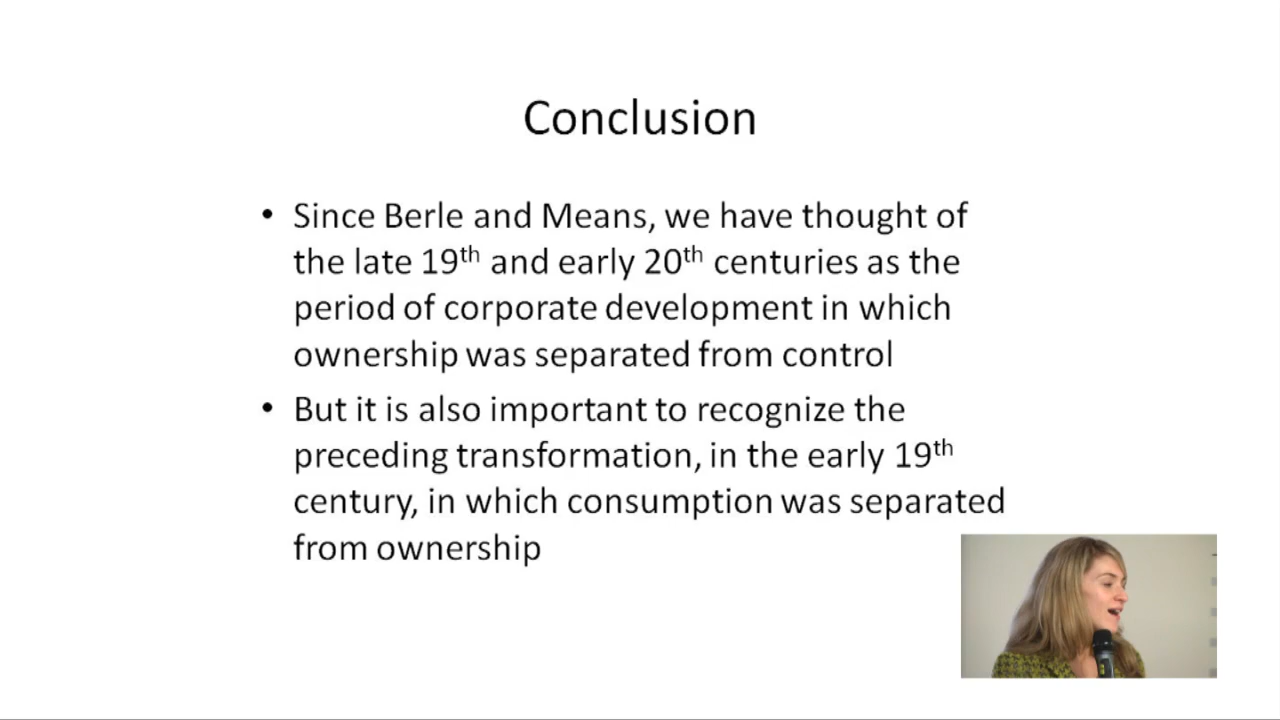 Conclusion
• Since Berle and Means, we have thought of
the late 19th and early 20th centuries as the
period of corporate development in which
ownership was separated from control
• But it is also important to recognize the
preceding transformation, in the early 19th
century, in which consumption was separated
from ownership